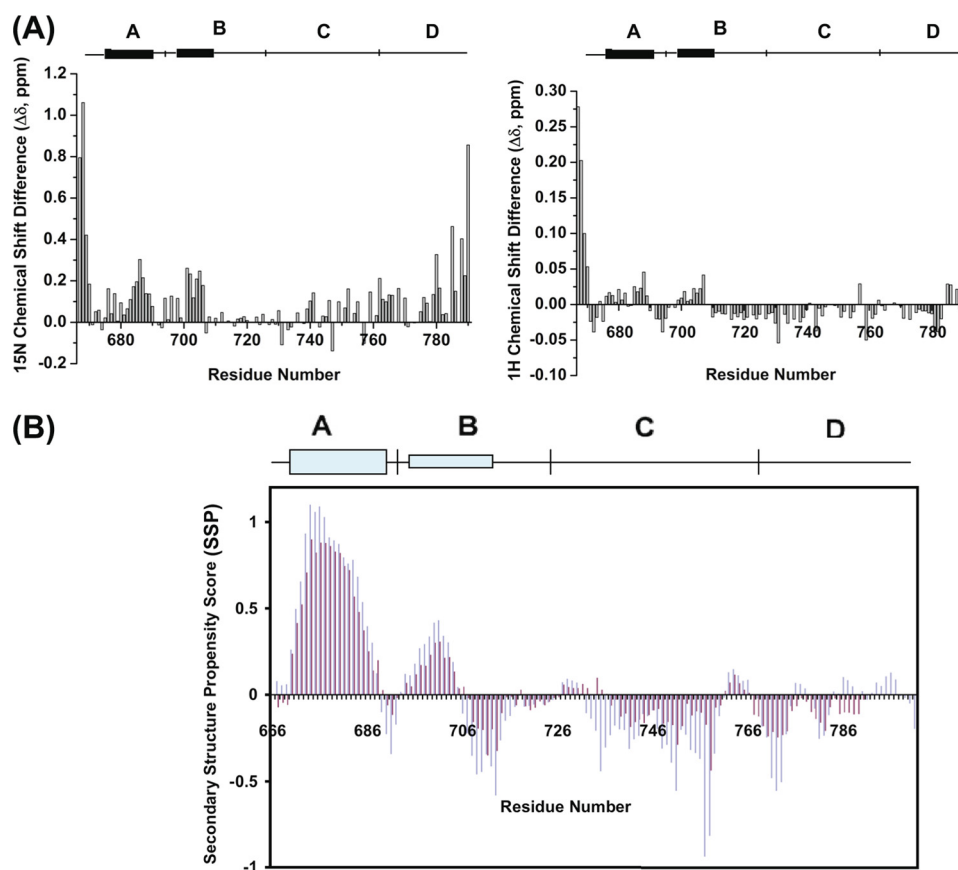 (A)
A B C D
15N Chemical Shift Difference (Δδ, ppm)
1.2
1.0
0.8
0.6
0.4
0.2
0.0
-0.2
680 700 720 740 760 780
Residue Number
A B C D
1H Chemical Shift Difference (Δδ, ppm)
0.30
0.25
0.20
0.15
0.10
0.05
0.00
-0.05
-0.10
680 700 720 740 760 780
Residue Number
(B)
A B C D
Secondary Structure Propensity Score (SSP)
1
0.5
0
-0.5
-1
666 686 706 726 746 766 786
Residue Number